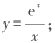 y = e^x / x ;